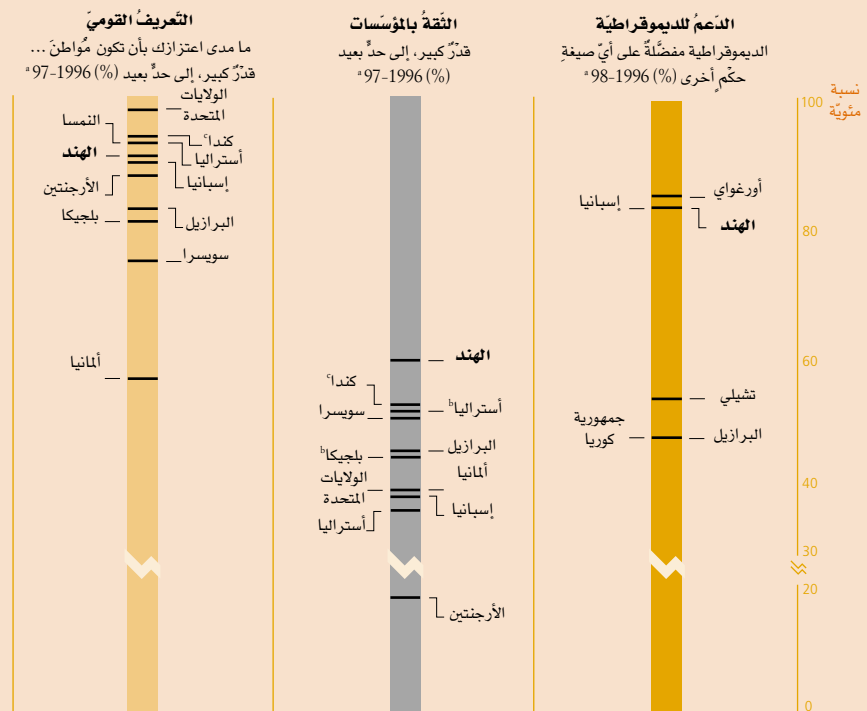 الدّعمُ للديموقراطيّة
الديموقراطية مفضَّلةٌ على أيّ صيغةِ
حكْمٍ أخرى (%) 1996-98 ª
نسبة
مئويّة
100
80
60
40
30
20
0
أورغواي
إسبانيا
الهند
تشيلي
جمهورية
كوريا
البرازيل
الثّقةُ بالمؤسّسات
قدْرٌ كبير، إلى حدٍّ بعيد
(%) 1996-97 ª
الهند
كندا c
أستراليا b
سويسرا
البرازيل
بلجيكا b
ألمانيا
الولايات
المتحدة
إسبانيا
أستراليا
الأرجنتين
التّعريفُ القوميّ
ما مدى اعتزازك بأن تكون مُواطنَ ...
قدْرٌ كبير، إلى حدٍّ بعيد (%) 1996-97 ª
الولايات
المتحدة
النمسا
كندا c
الهند
أستراليا
إسبانيا
الأرجنتين
بلجيكا
البرازيل
سويسرا
ألمانيا